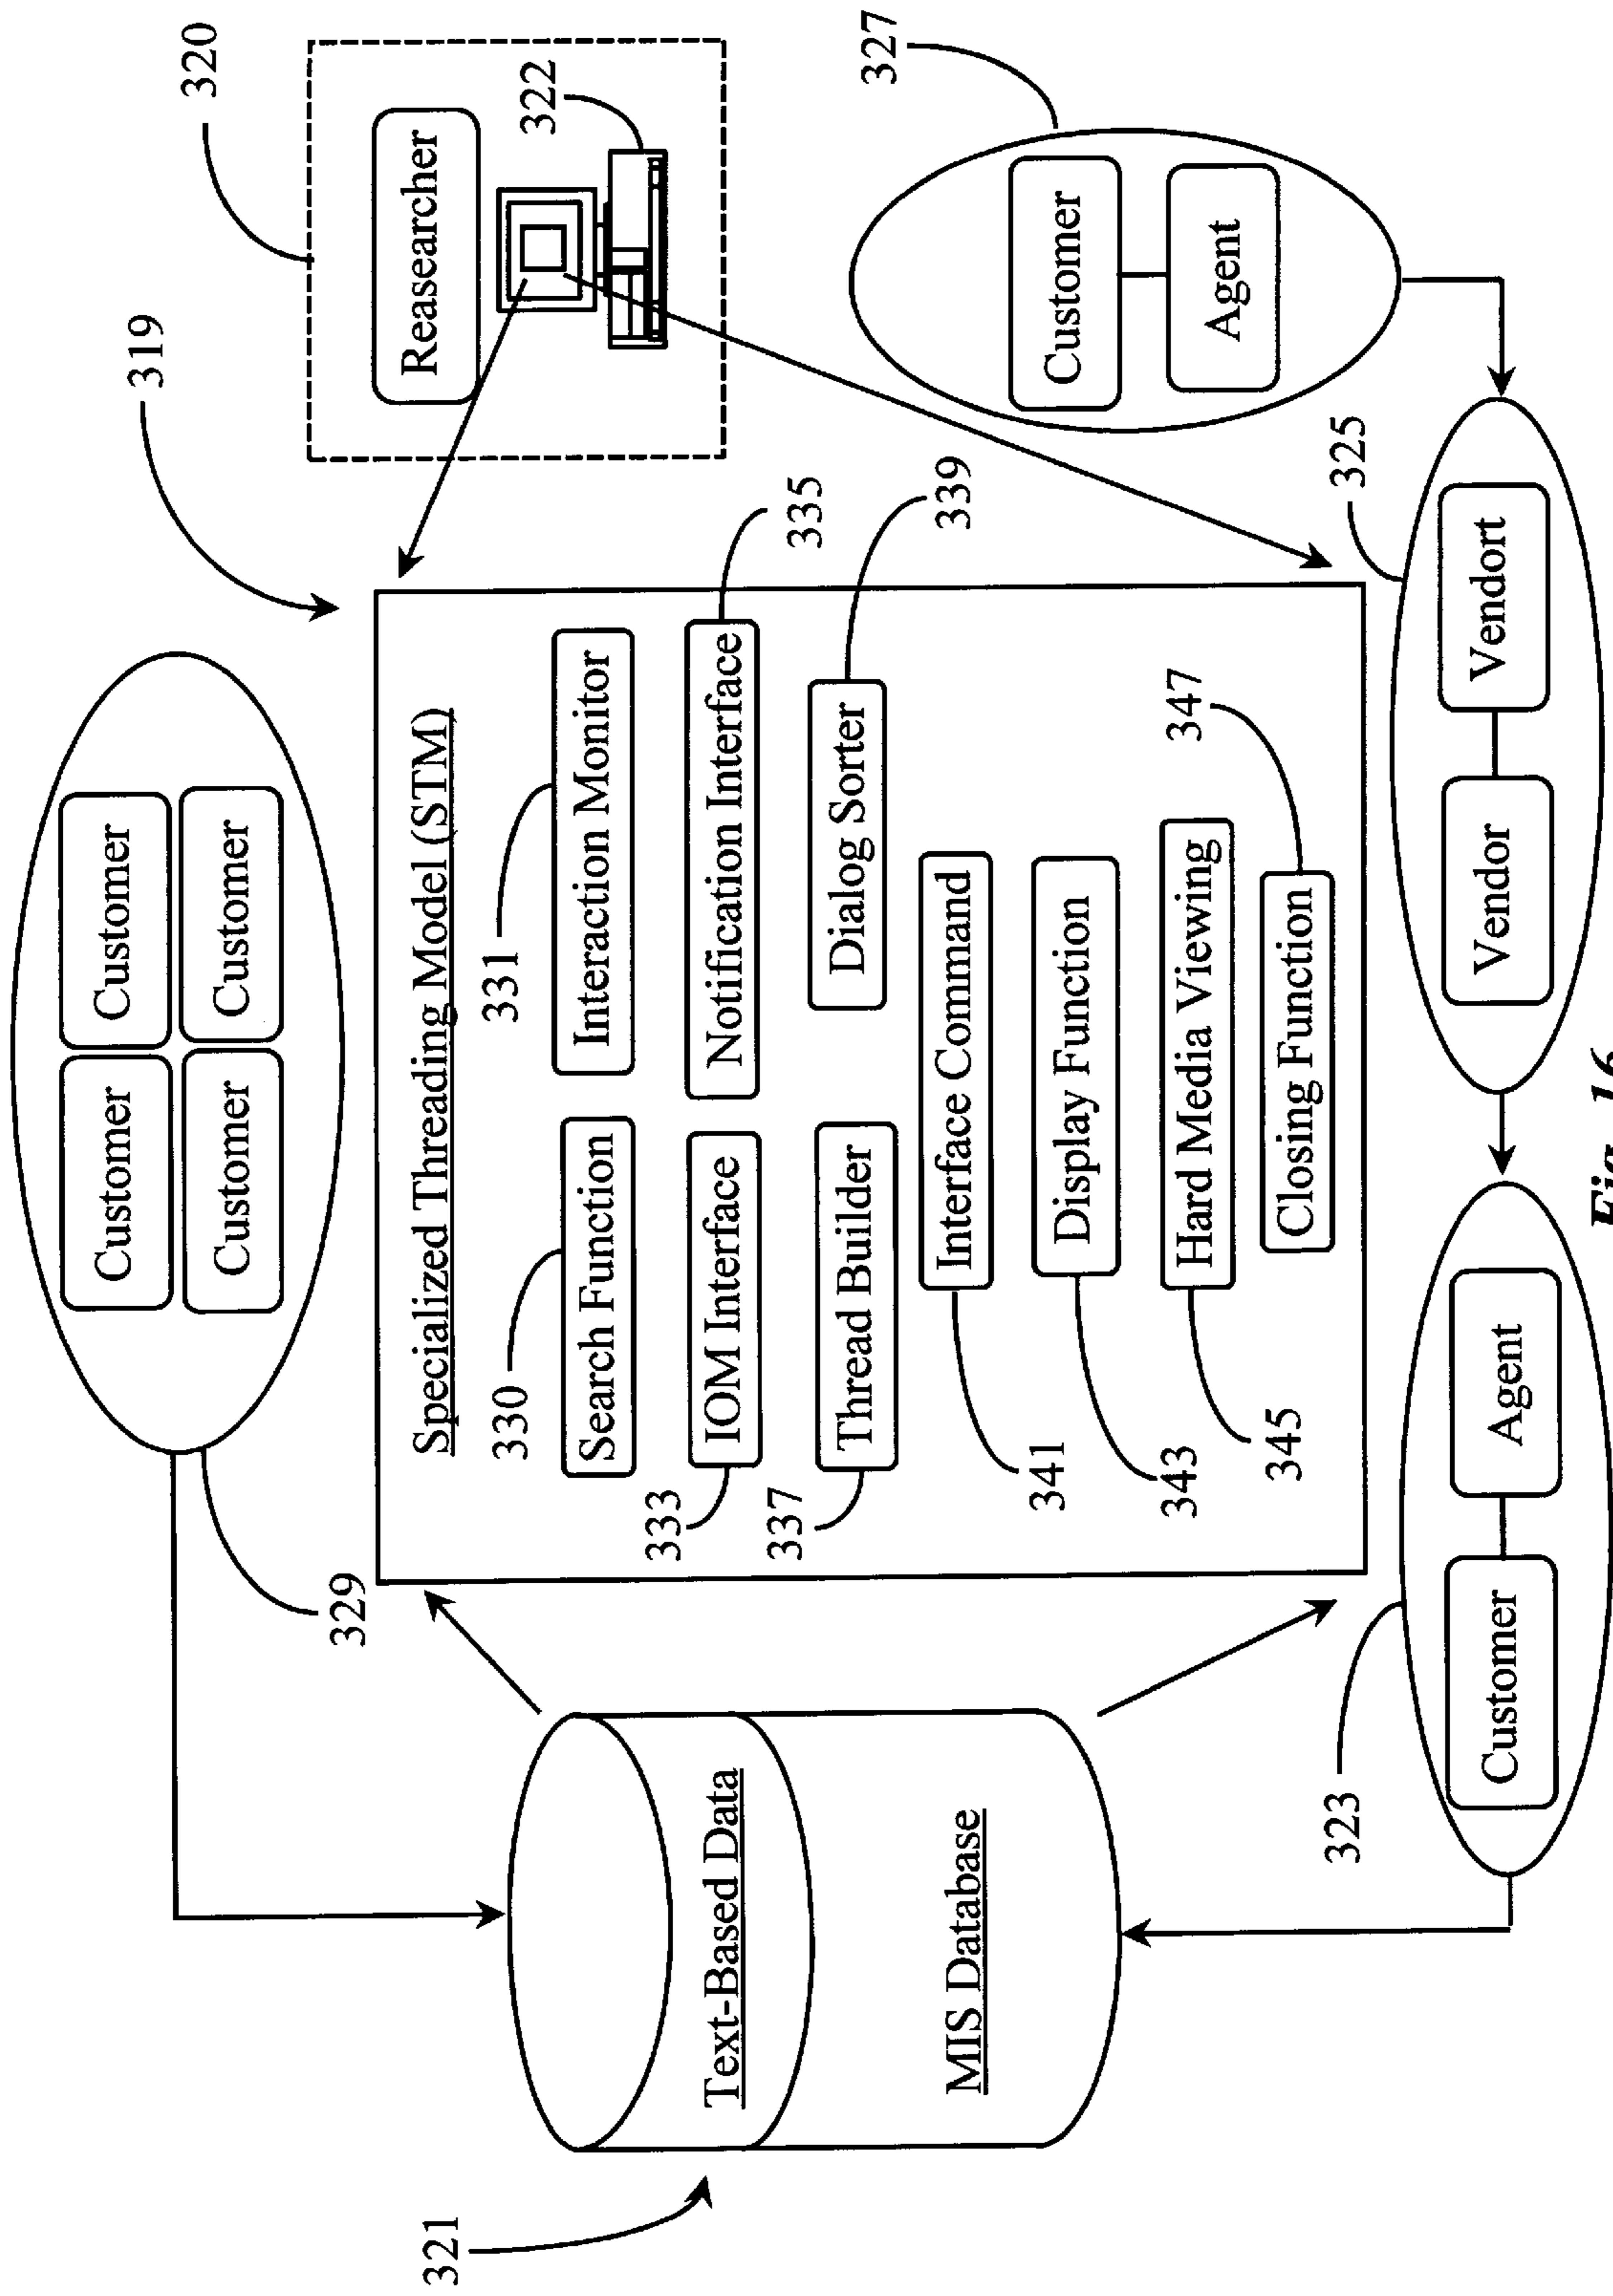 329
Customer
Customer
Customer
Customer
319
320
Reasearcher
322
321
Text-Based Data
MIS Database
Specialized Threading Model (STM)
330
331
Search Function
Interaction Monitor
333
IOM Interface
Notification Interface
335
337
Thread Builder
Dialog Sorter
339
341
Interface Command
343
Display Function
345
Hard Media Viewing
347
Closing Function
327
Customer
Agent
323
Customer
Agent
325
Vendor
Vendort
Fig. 16